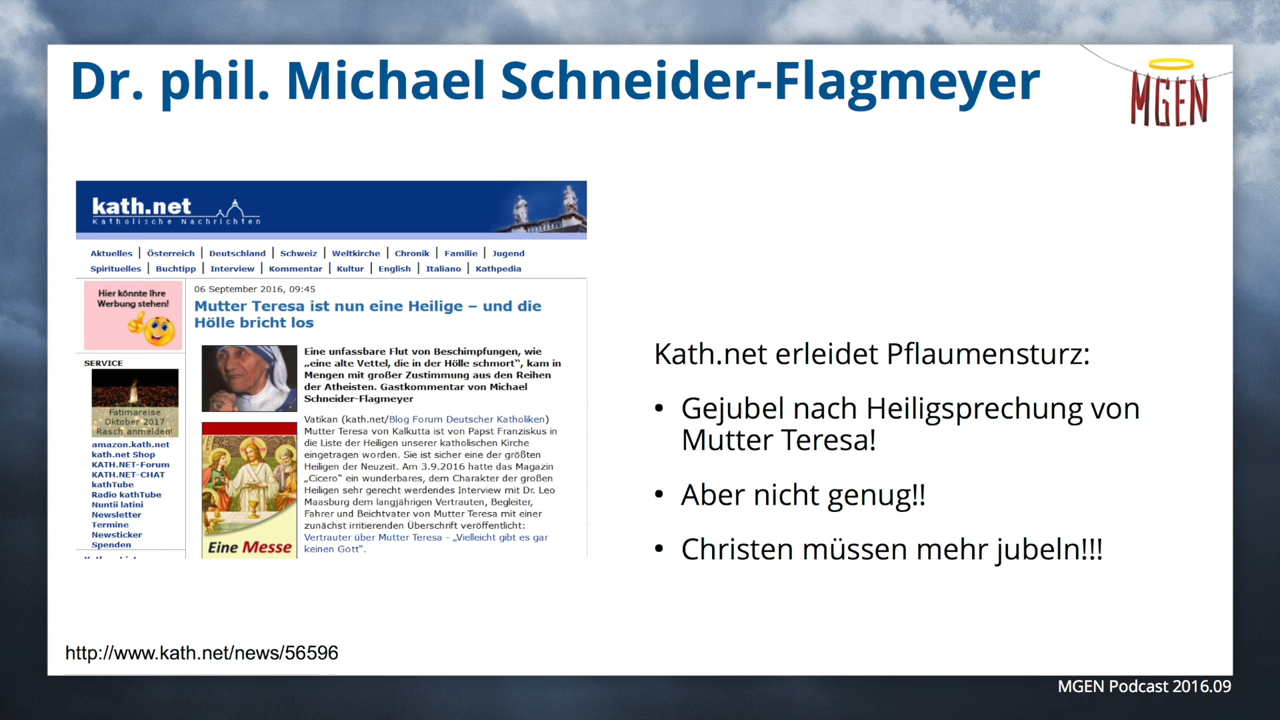 Dr. phil. Michael Schneider-Flagmeyer
MGEN
kath.net
Katholische Nachrichten
Aktuelles | Österreich | Deutschland | Schweiz | Weltkirche | Chronik | Familie | Jugend
Spirituelles | Buchtipp | Interview | Kommentar | Kultur | English | Italiano | Kathpedia
Hier könnte Ihre
Werbung stehen!
SERVICE
Fatimareise
Oktober 2017
Rasch anmelden!
amazon.kath.net
kath.net Shop
KATH.NET-Forum
KATH.NET-CHAT
kathTube
Radio kathTube
Nuntii latini
Newsletter
Termine
Newsticker
Spenden
06 September 2016, 09:45
Mutter Teresa ist nun eine Heilige – und die
Hölle bricht los
Eine unfassbare Flut von Beschimpfungen, wie
„eine alte Vettel, die in der Hölle schmort“, kam in
Mengen mit großer Zustimmung aus den Reihen
der Atheisten. Gastkommentar von Michael
Schneider-Flagmeyer
Vatikan (kath.net/Blog Forum Deutscher Katholiken)
Mutter Teresa von Kalkutta ist von Papst Franziskus in
die Liste der Heiligen unserer katholischen Kirche
eingetragen worden. Sie ist sicher eine der größten
Heiligen der Neuzeit. Am 3.9.2016 hatte das Magazin
„Cicero“ ein wunderbares, dem Charakter der großen
Heiligen sehr gerecht werdendes Interview mit Dr. Leo
Maasburg dem langjährigen Vertrauten, Begleiter,
Fahrer und Beichtvater von Mutter Teresa mit einer
zunächst irritierenden Überschrift veröffentlicht:
Vertrauter über Mutter Teresa - „Vielleicht gibt es gar
keinen Gott“.
Eine Messe
Kath.net erleidet Pflaumensturz:
• Gejubel nach Heiligsprechung von
Mutter Teresa!
• Aber nicht genug!!
• Christen müssen mehr jubeln!!!
http://www.kath.net/news/56596
MGEN Podcast 2016.09